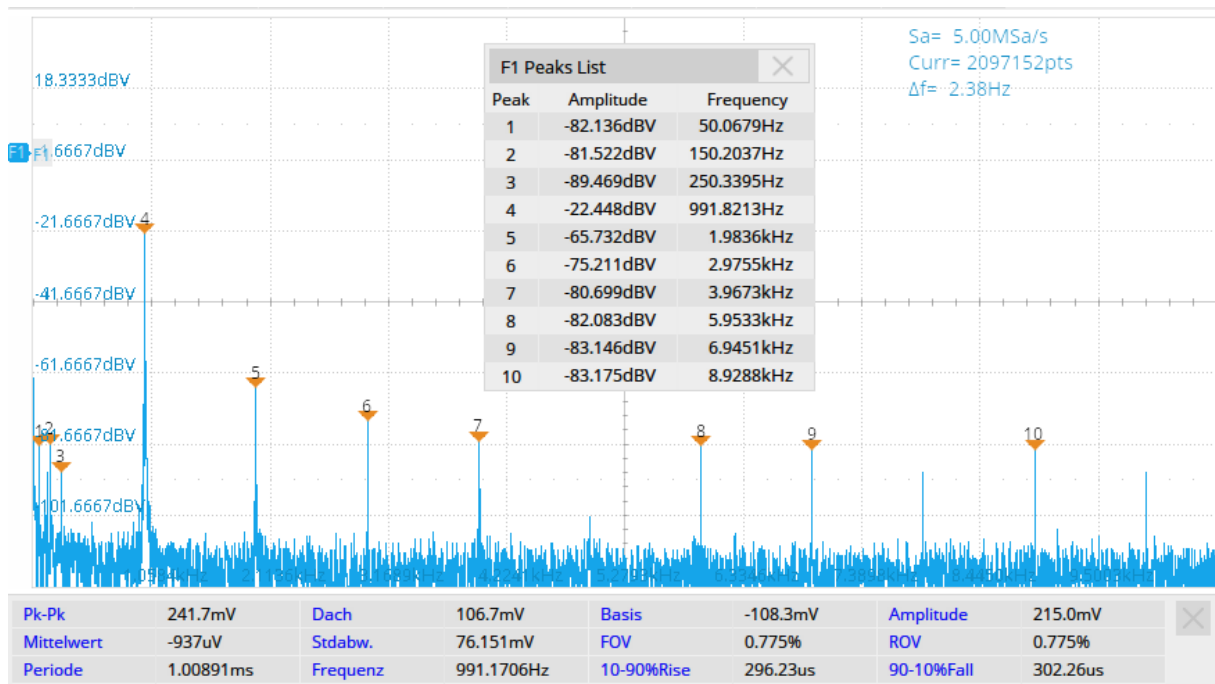 Sa= 5.00MSa/s
Curr= 2097152pts
Δf= 2.38Hz
18.3333dBV
F1 F1 .6667dBV
-21.6667dBV
-41.6667dBV
-61.6667dBV
.6667dBV
101.6667dBV
F1 Peaks List
Peak Amplitude Frequency
1 -82.136dBV 50.0679Hz
2 -81.522dBV 150.2037Hz
3 -89.469dBV 250.3395Hz
4 -22.448dBV 991.8213Hz
5 -65.732dBV 1.9836kHz
6 -75.211dBV 2.9755kHz
7 -80.699dBV 3.9673kHz
8 -82.083dBV 5.9533kHz
9 -83.146dBV 6.9451kHz
10 -83.175dBV 8.9288kHz
1 2 3 4 5 6 7 8 9 10
Pk-Pk 241.7mV Dach 106.7mV Basis -108.3mV Amplitude 215.0mV
Mittelwert -937uV Stdabw. 76.151mV FOV 0.775% ROV 0.775%
Periode 1.00891ms Frequenz 991.1706Hz 10-90%Rise 296.23us 90-10%Fall 302.26us